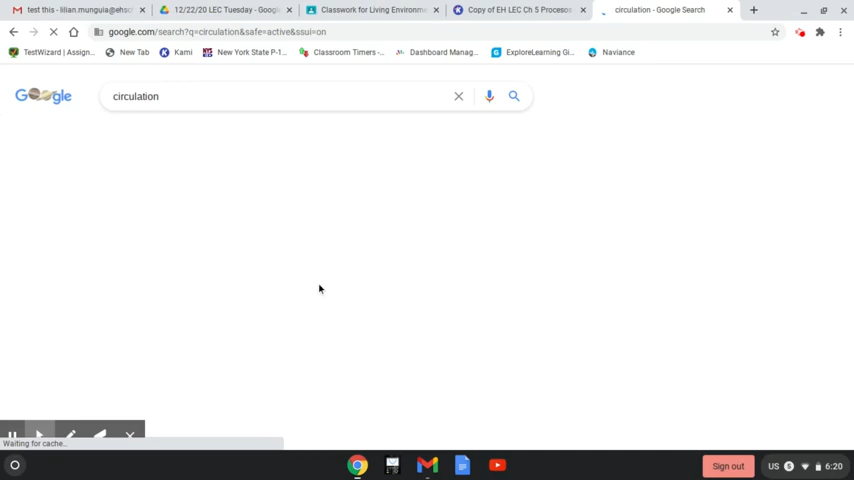 test this - lilian.munguia@ehsc
12/22/20 LEC Tuesday - Google
Classwork for Living Environme
Copy of EH LEC Ch 5 Proceso
circulation - Google Search
google.com/search?q=circulation&safe=active&ssui=on
TestWizard | Assign...
New Tab
Kami
New York State P-1...
Classroom Timers -...
Dashboard Manag...
ExploreLearning Gi...
Naviance
Google
circulation
Waiting for cache...
Sign out
US
5
6:20